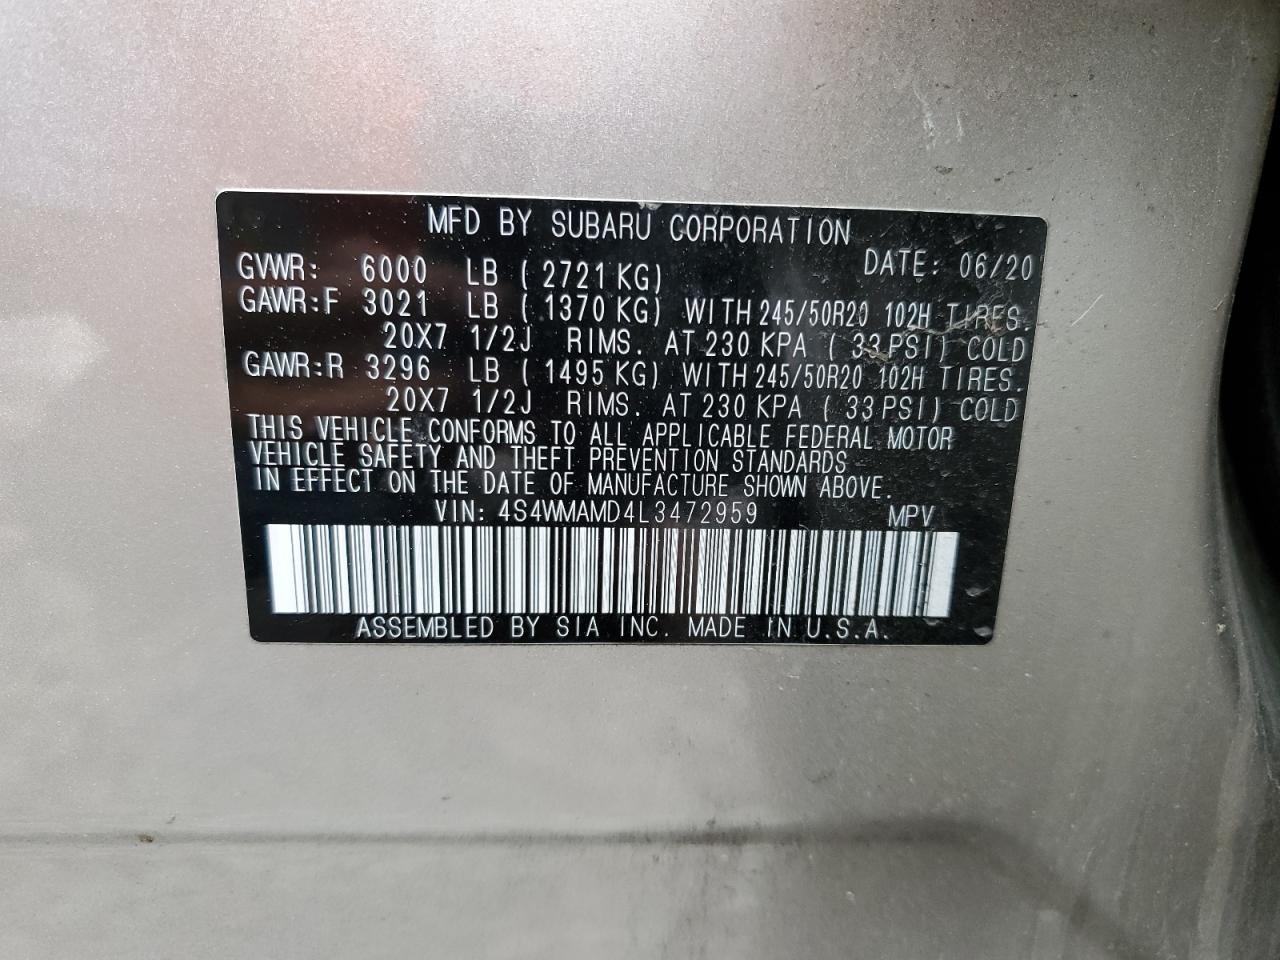 MFD BY SUBARU CORPORATION
GVWR: 6000 LB ( 2721 KG) DATE: 06/20
GAWR:F 3021 LB ( 1370 KG) WITH 245/50R20 102H TIRES.
20X7 1/2J RIMS. AT 230 KPA ( 33 PSI) COLD
GAWR:R 3296 LB ( 1495 KG) WITH 245/50R20 102H TIRES.
20X7 1/2J RIMS. AT 230 KPA ( 33 PSI) COLD
THIS VEHICLE CONFORMS TO ALL APPLICABLE FEDERAL MOTOR
VEHICLE SAFETY AND THEFT PREVENTION STANDARDS
IN EFFECT ON THE DATE OF MANUFACTURE SHOWN ABOVE.
VIN: 4S4WMAMD4L3472959 MPV
ASSEMBLED BY SIA INC. MADE IN U.S.A.